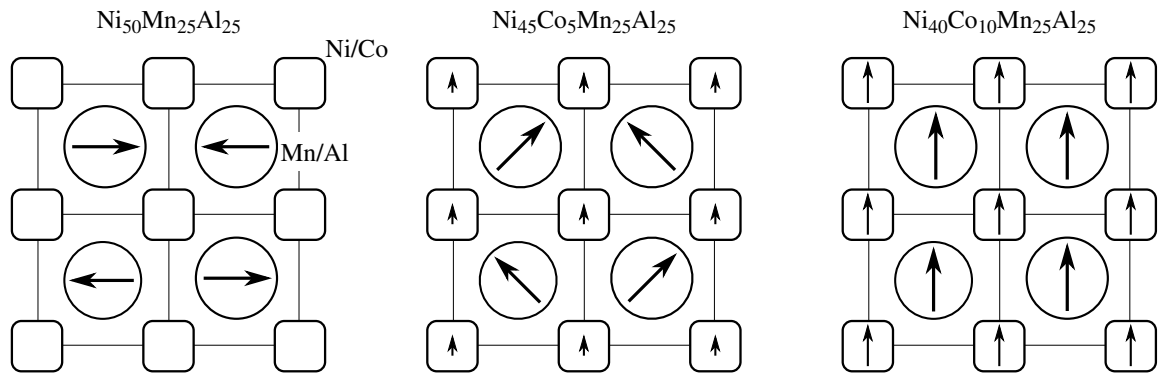 Ni₅₀Mn₂₅Al₂₅
Ni₄₅Co₅Mn₂₅Al₂₅
Ni₄₀Co₁₀Mn₂₅Al₂₅
Ni/Co
Mn/Al